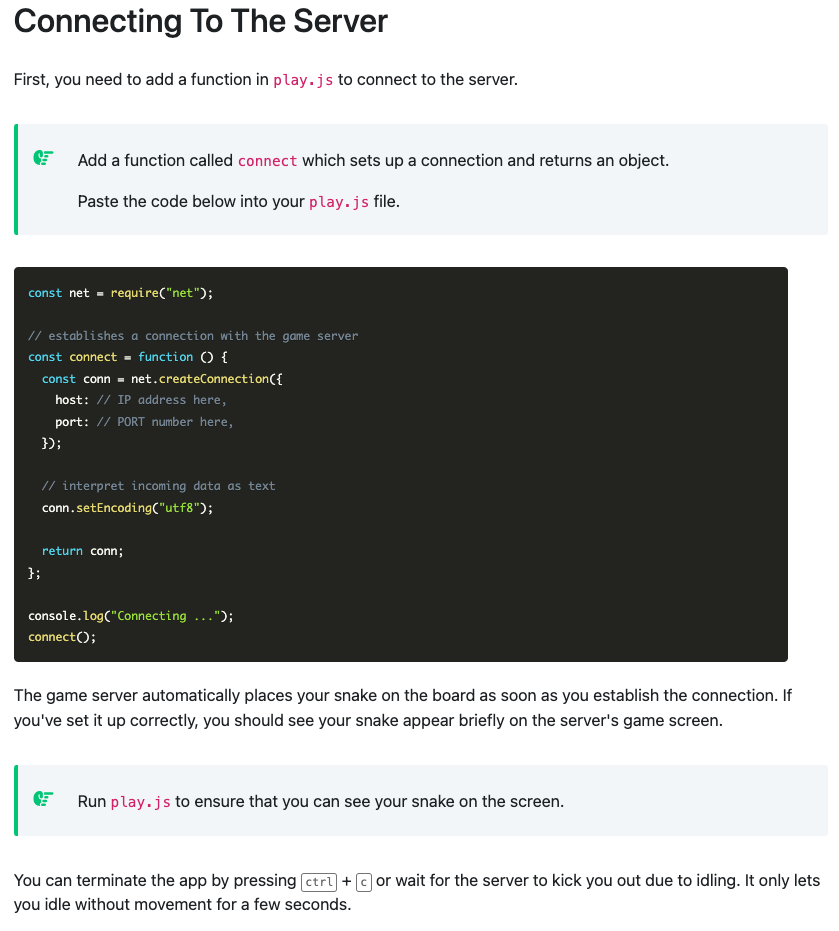 Connecting To The Server
First, you need to add a function in play.js to connect to the server.
Add a function called connect which sets up a connection and returns an object.
Paste the code below into your play.js file.
const net = require("net");
// establishes a connection with the game server
const connect = function () {
  const conn = net.createConnection({
    host: // IP address here,
    port: // PORT number here,
  });
  // interpret incoming data as text
  conn.setEncoding("utf8");
  return conn;
};
console.log("Connecting ...");
connect();
The game server automatically places your snake on the board as soon as you establish the connection. If
you've set it up correctly, you should see your snake appear briefly on the server's game screen.
Run play.js to ensure that you can see your snake on the screen.
You can terminate the app by pressing ctrl + c or wait for the server to kick you out due to idling. It only lets
you idle without movement for a few seconds.